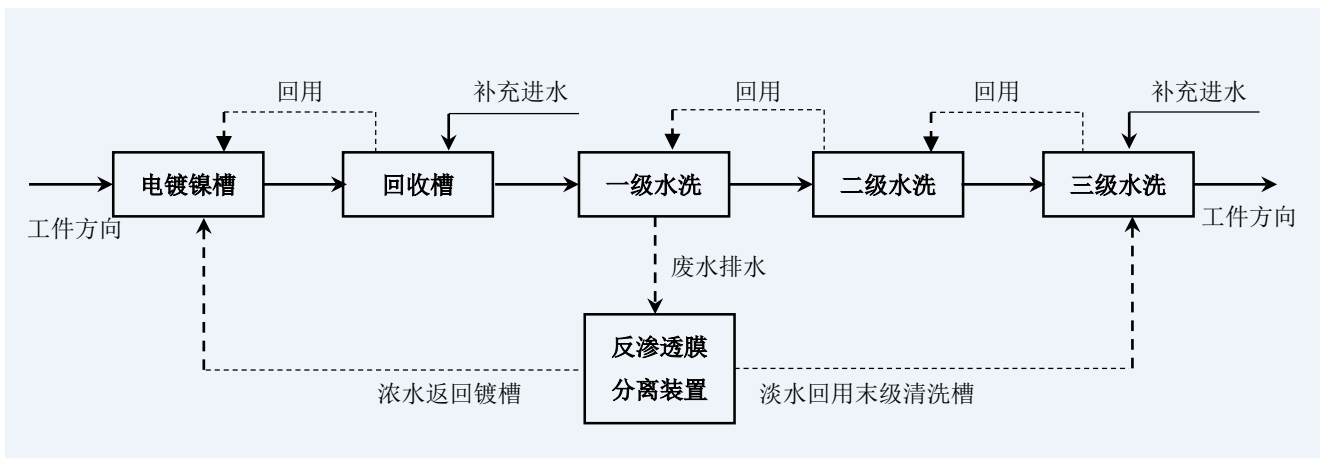 回用
补充进水
回用
回用
补充进水
电镀镍槽
回收槽
一级水洗
二级水洗
三级水洗
工件方向
工件方向
废水排水
反渗透膜
分离装置
浓水返回镀槽
淡水回用末级清洗槽